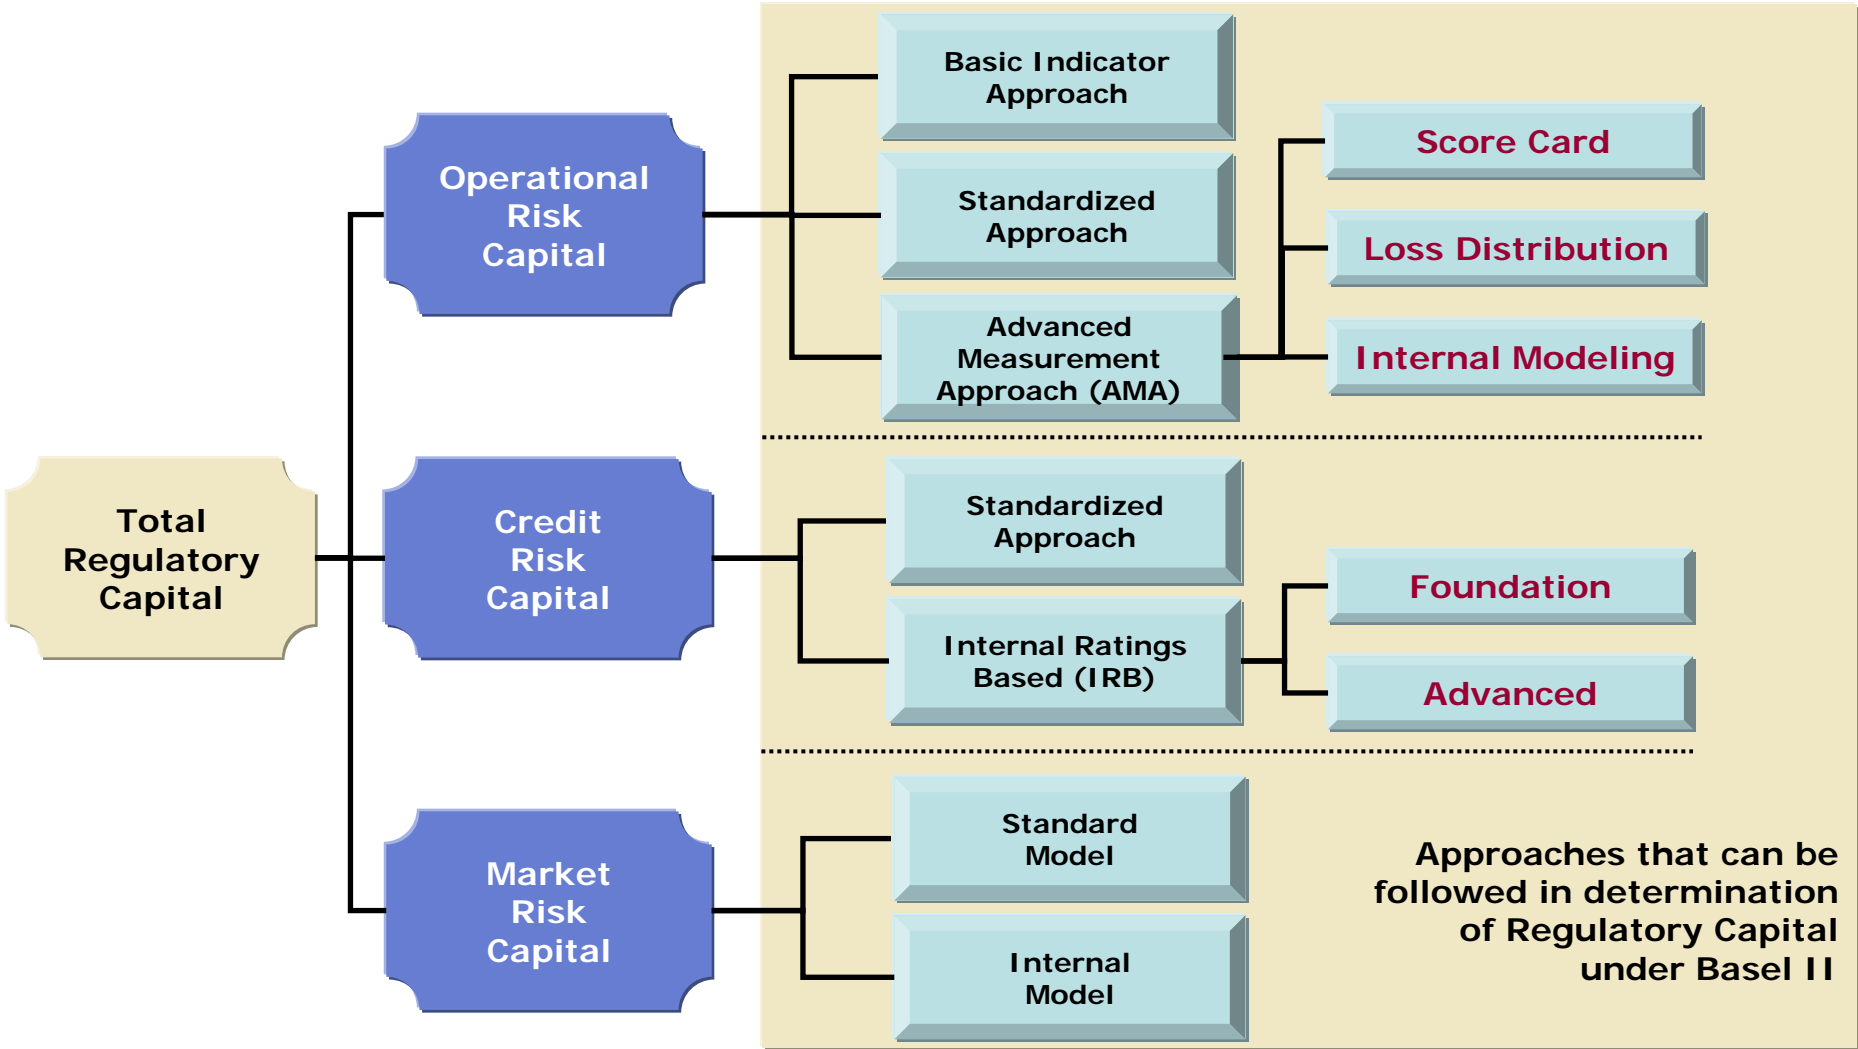 Total
Regulatory
Capital
Operational
Risk
Capital
Basic Indicator
Approach
Standardized
Approach
Advanced
Measurement
Approach (AMA)
Score Card
Loss Distribution
Internal Modeling
Credit
Risk
Capital
Standardized
Approach
Internal Ratings
Based (IRB)
Foundation
Advanced
Market
Risk
Capital
Standard
Model
Internal
Model
Approaches that can be
followed in determination
of Regulatory Capital
under Basel II